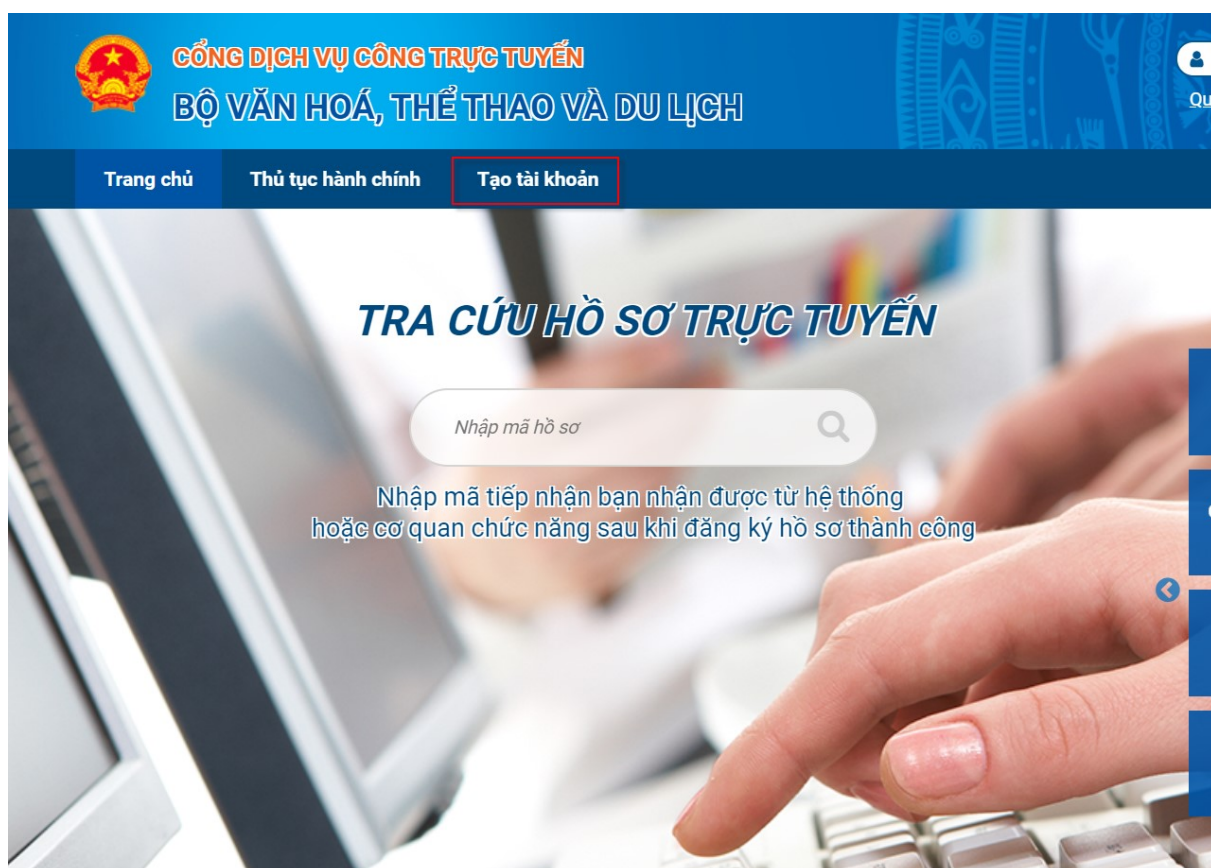 CỔNG DỊCH VỤ CÔNG TRỰC TUYẾN
BỘ VĂN HOÁ, THỂ THAO VÀ DU LỊCH
Trang chủ
Thủ tục hành chính
Tạo tài khoản
TRA CỨU HỒ SƠ TRỰC TUYẾN
Nhập mã hồ sơ
Nhập mã tiếp nhận bạn nhận được từ hệ thống
hoặc cơ quan chức năng sau khi đăng ký hồ sơ thành công